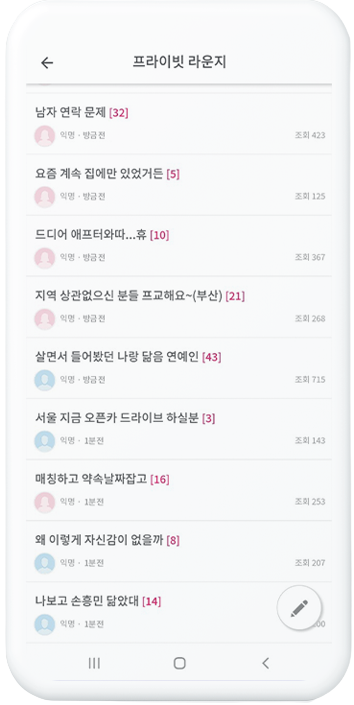 프라이빗 라운지
남자 연락 문제 [32]
익명 · 방금전 조회 423
요즘 계속 집에만 있었거든 [5]
익명 · 방금전 조회 125
드디어 애프터와따...휴 [10]
익명 · 방금전 조회 367
지역 상관없으신 분들 프교해요~(부산) [21]
익명 · 방금전 조회 268
살면서 들어봤던 나랑 닮음 연예인 [43]
익명 · 방금전 조회 715
서울 지금 오픈카 드라이브 하실분 [3]
익명 · 1분전 조회 143
매칭하고 약속날짜잡고 [16]
익명 · 1분전 조회 253
왜 이렇게 자신감이 없을까 [8]
익명 · 1분전 조회 207
나보고 손흥민 닮았대 [14]
익명 · 1분전